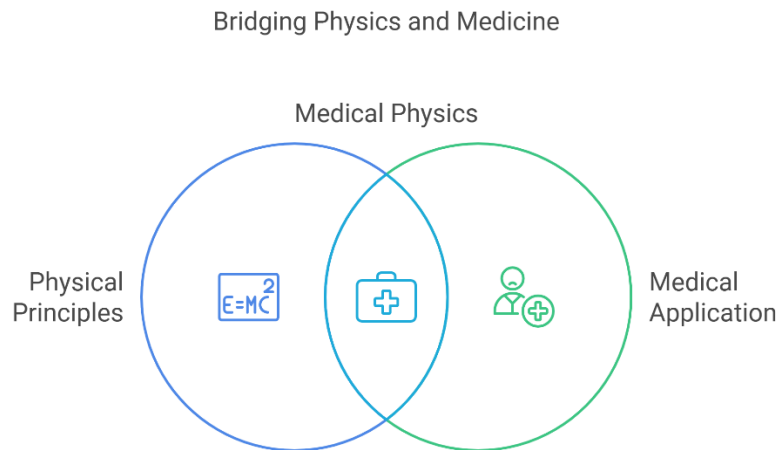 Bridging Physics and Medicine
Medical Physics
Physical
Principles
E=MC²
Medical
Application